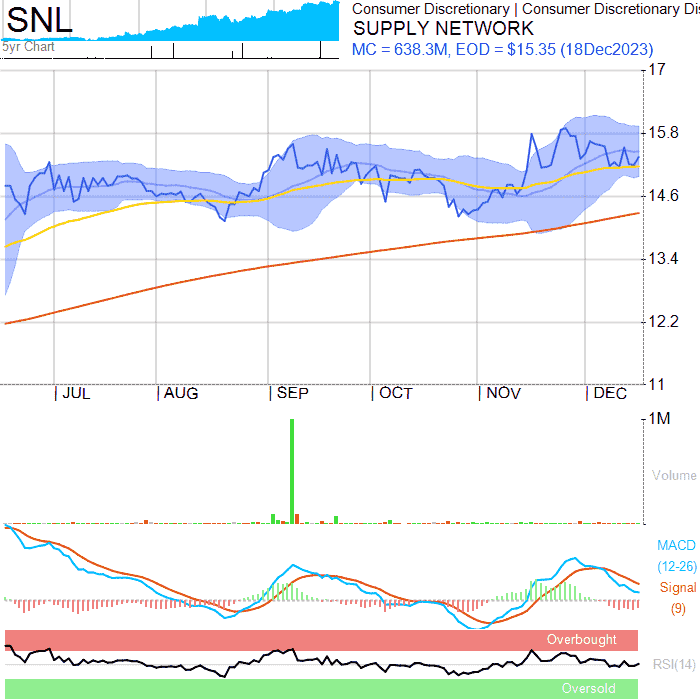 SNL
5yr Chart
Consumer Discretionary | Consumer Discretionary Dis
SUPPLY NETWORK
MC = 638.3M, EOD = $15.35 (18Dec2023)
17
15.8
14.6
13.4
12.2
11
JUL AUG SEP OCT NOV DEC
1M
Volume
MACD
(12-26)
Signal
(9)
Overbought
RSI(14)
Oversold